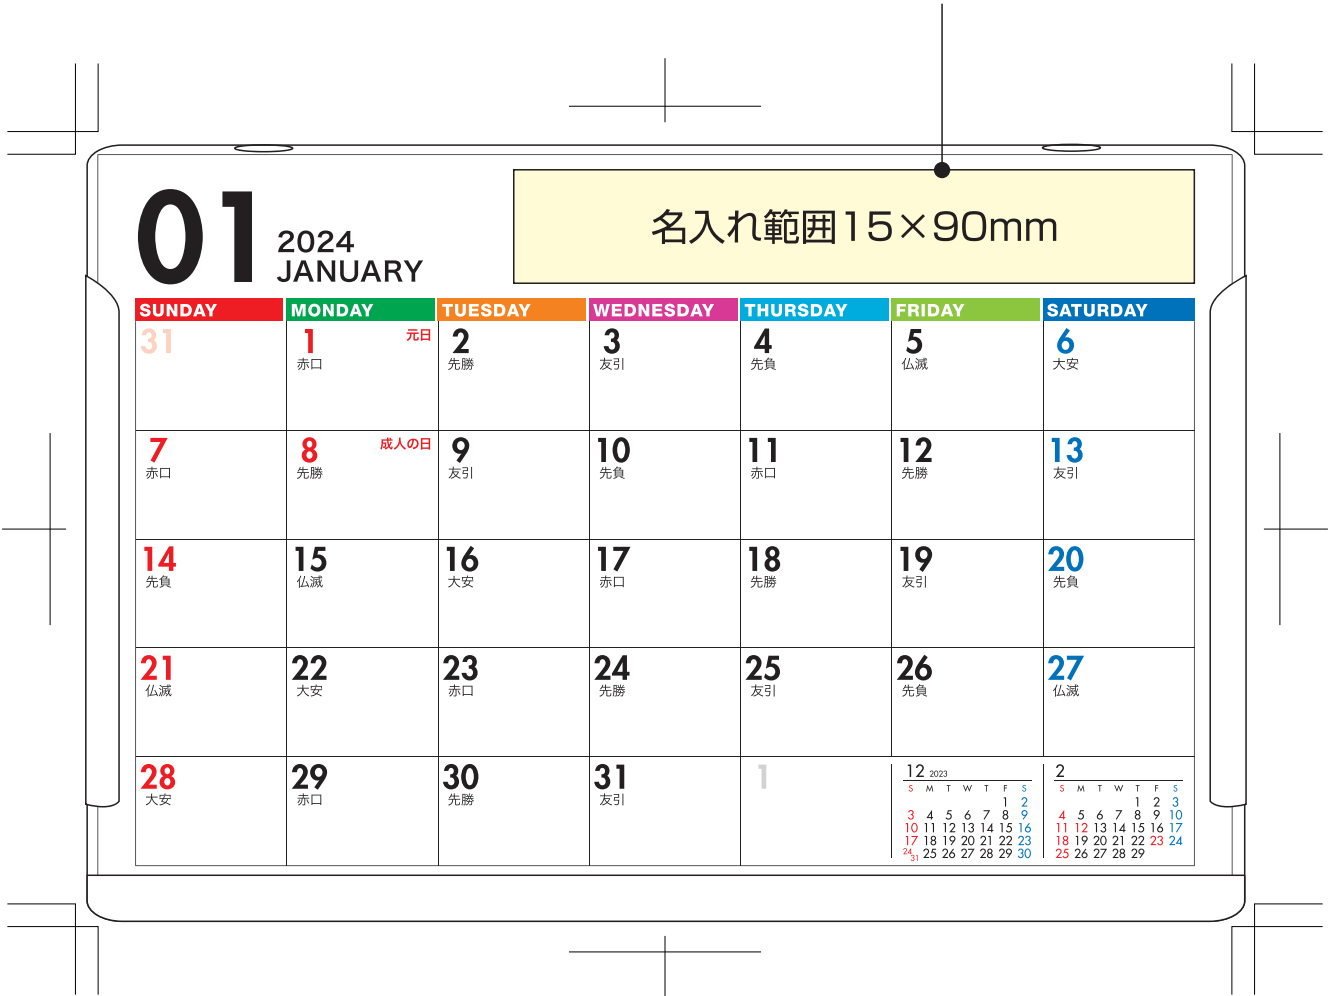 01
2024
JANUARY
名入れ範囲15×90mm
SUNDAY MONDAY TUESDAY WEDNESDAY THURSDAY FRIDAY SATURDAY
31 1 元日 2 3 4 5 6
赤口 先勝 友引 先負 仏滅 大安
7 8 成人の日 9 10 11 12 13
赤口 先勝 友引 先負 赤口 先勝 友引
14 15 16 17 18 19 20
先負 仏滅 大安 赤口 先勝 友引 先負
21 22 23 24 25 26 27
仏滅 大安 赤口 先勝 友引 先負 仏滅
28 29 30 31 1
大安 赤口 先勝 友引
12 2023
S M T W T F S
1 2
3 4 5 6 7 8 9
10 11 12 13 14 15 16
17 18 19 20 21 22 23
24/31 25 26 27 28 29 30
2
S M T W T F S
1 2 3
4 5 6 7 8 9 10
11 12 13 14 15 16 17
18 19 20 21 22 23 24
25 26 27 28 29